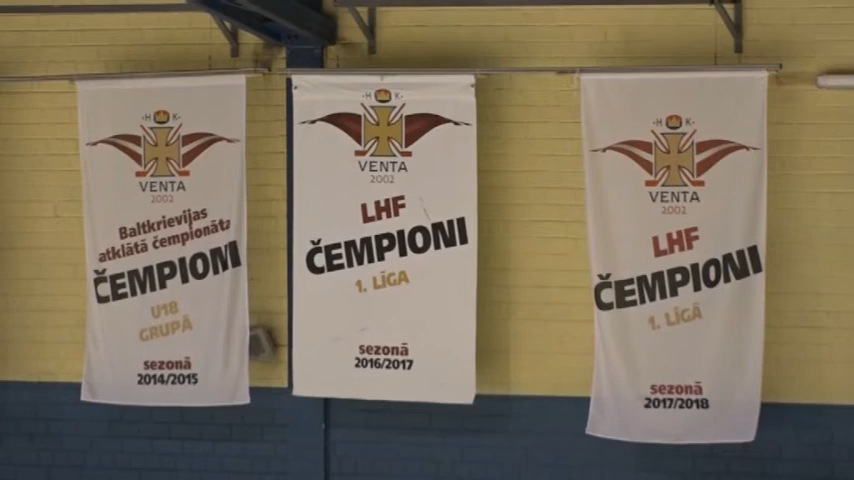 H K
VENTA
2002
Baltkrievijas
atklātā čempionāta
ČEMPIONI
U18
GRUPĀ
sezonā
2014/2015
H K
VENTA
2002
LHF
ČEMPIONI
1. LĪGA
sezonā
2016/2017
H K
VENTA
2002
LHF
ČEMPIONI
1. LĪGĀ
sezonā
2017/2018